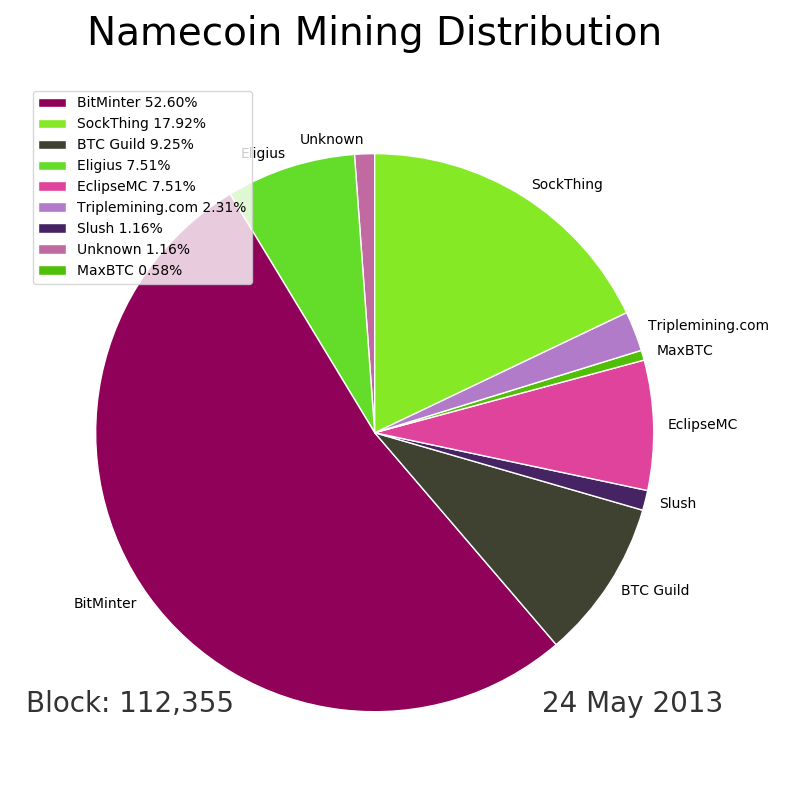 Namecoin Mining Distribution
BitMinter 52.60%
SockThing 17.92%
BTC Guild 9.25%
Eligius 7.51%
EclipseMC 7.51%
Triplemining.com 2.31%
Slush 1.16%
Unknown 1.16%
MaxBTC 0.58%
Unknown
Eligius
SockThing
Triplemining.com
MaxBTC
EclipseMC
Slush
BTC Guild
BitMinter
Block: 112,355
24 May 2013